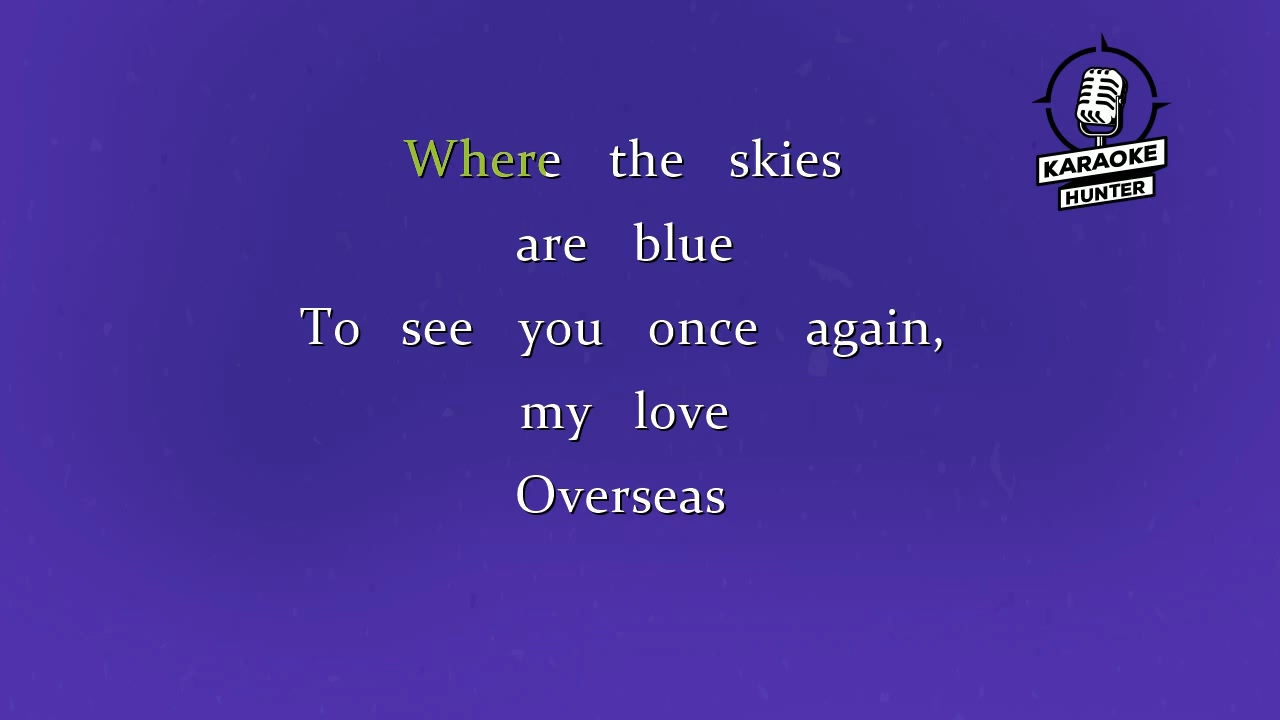 Where the skies
are blue
To see you once again,
my love
Overseas
KARAOKE
HUNTER